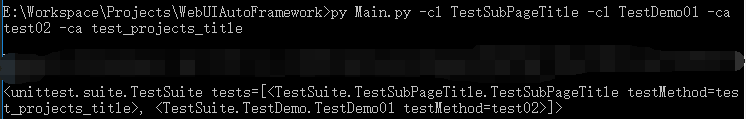 E:\Workspace\Projects\WebUIAutoFramework>py Main.py -cl TestSubPageTitle -cl TestDemo01 -ca
test02 -ca test_projects_title
<unittest.suite.TestSuite tests=[<TestSuite.TestSubPageTitle.TestSubPageTitle testMethod=tes
t_projects_title>, <TestSuite.TestDemo.TestDemo01 testMethod=test02>]>